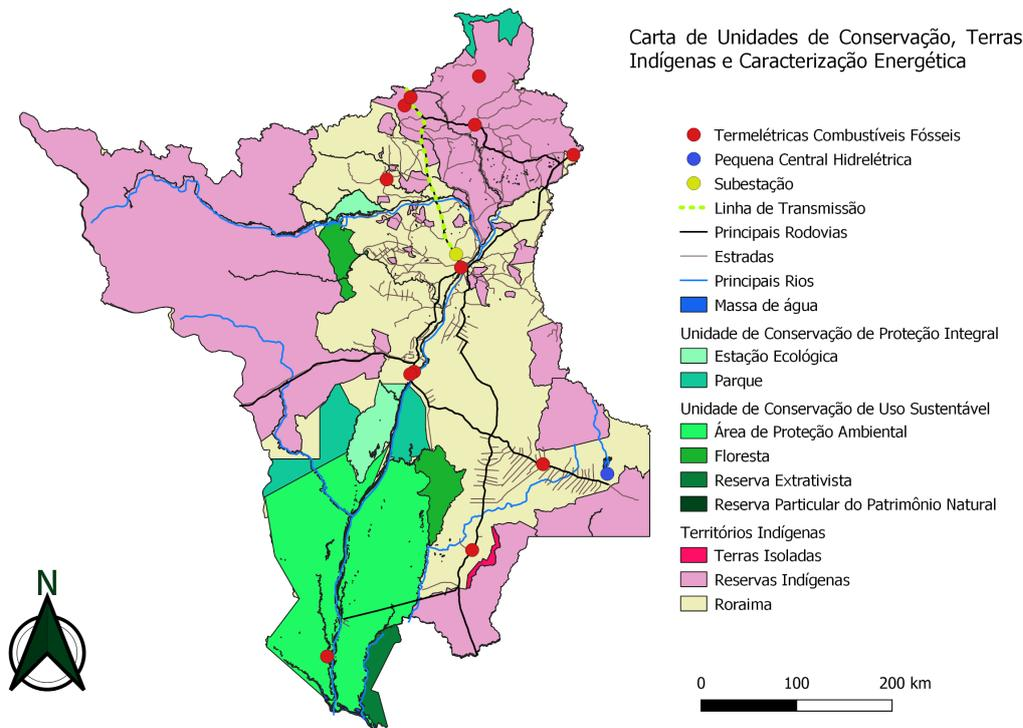 Carta de Unidades de Conservação, Terras
Indígenas e Caracterização Energética
Termelétricas Combustíveis Fósseis
Pequena Central Hidrelétrica
Subestação
Linha de Transmissão
Principais Rodovias
Estradas
Principais Rios
Massa de água
Unidade de Conservação de Proteção Integral
Estação Ecológica
Parque
Unidade de Conservação de Uso Sustentável
Área de Proteção Ambiental
Floresta
Reserva Extrativista
Reserva Particular do Patrimônio Natural
Territórios Indígenas
Terras Isoladas
Reservas Indígenas
Roraima
N
0 100 200 km